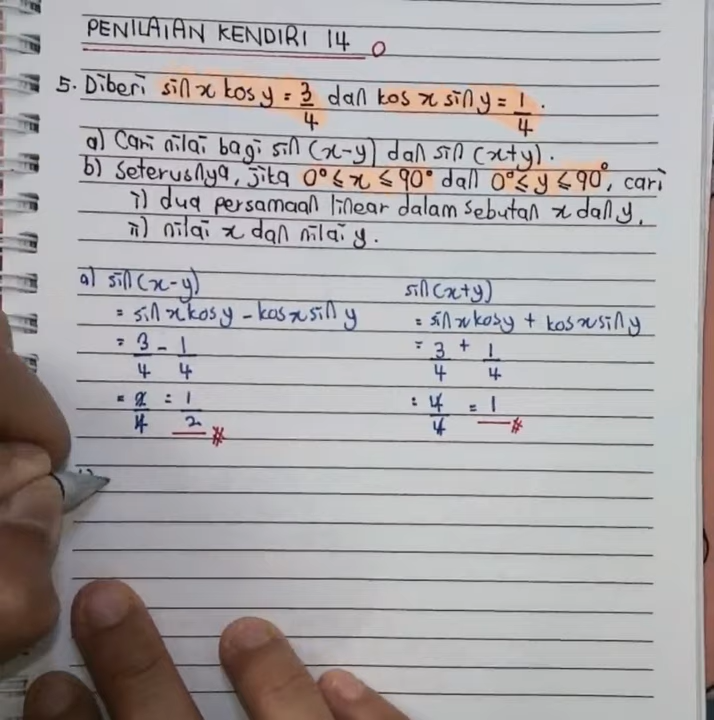 PENILAIAN KENDIRI 14
5. Diberi sin x kos y = 3/4 dan kos x sin y = 1/4.
a) Cari nilai bagi sin (x-y) dan sin (x+y).
b) Seterusnya, jika 0° ≤ x ≤ 90° dan 0° ≤ y ≤ 90°, cari
i) dua persamaan linear dalam sebutan x dan y.
ii) nilai x dan nilai y.
a) sin (x-y)
= sin x kos y - kos x sin y
= 3/4 - 1/4
= 2/4 = 1/2 #
sin (x+y)
= sin x kos y + kos x sin y
= 3/4 + 1/4
= 4/4 = 1 #